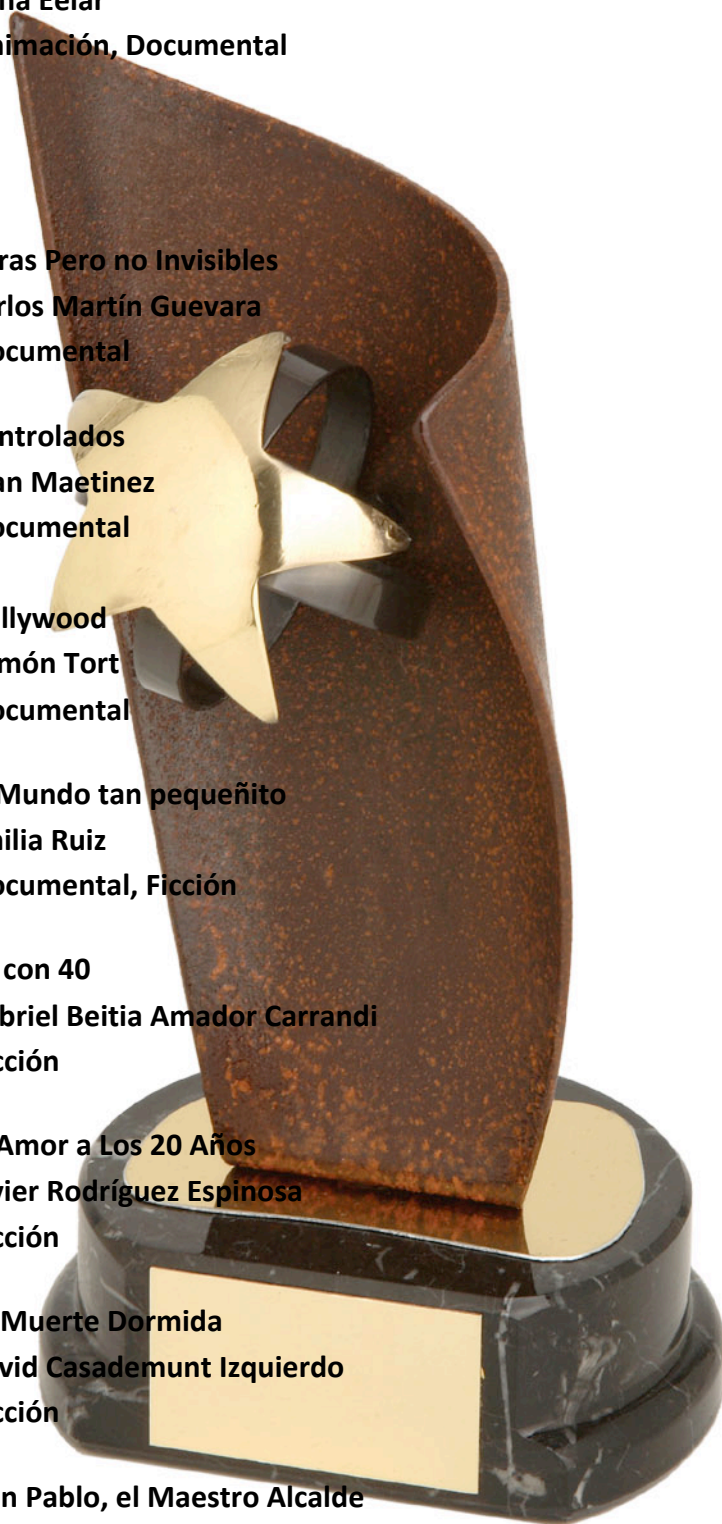 nimación, Documental
ras Pero no Invisibles
rlos Martín Guevara
ocumental
ntrolados
an Maetinez
ocumental
llywood
món Tort
ocumental
Mundo tan pequeñito
nilia Ruiz
ocumental, Ficción
con 40
briel Beitia Amador Carrandi
cción
Amor a Los 20 Años
vier Rodríguez Espinosa
cción
Muerte Dormida
vid Casademunt Izquierdo
cción
n Pablo, el Maestro Alcalde